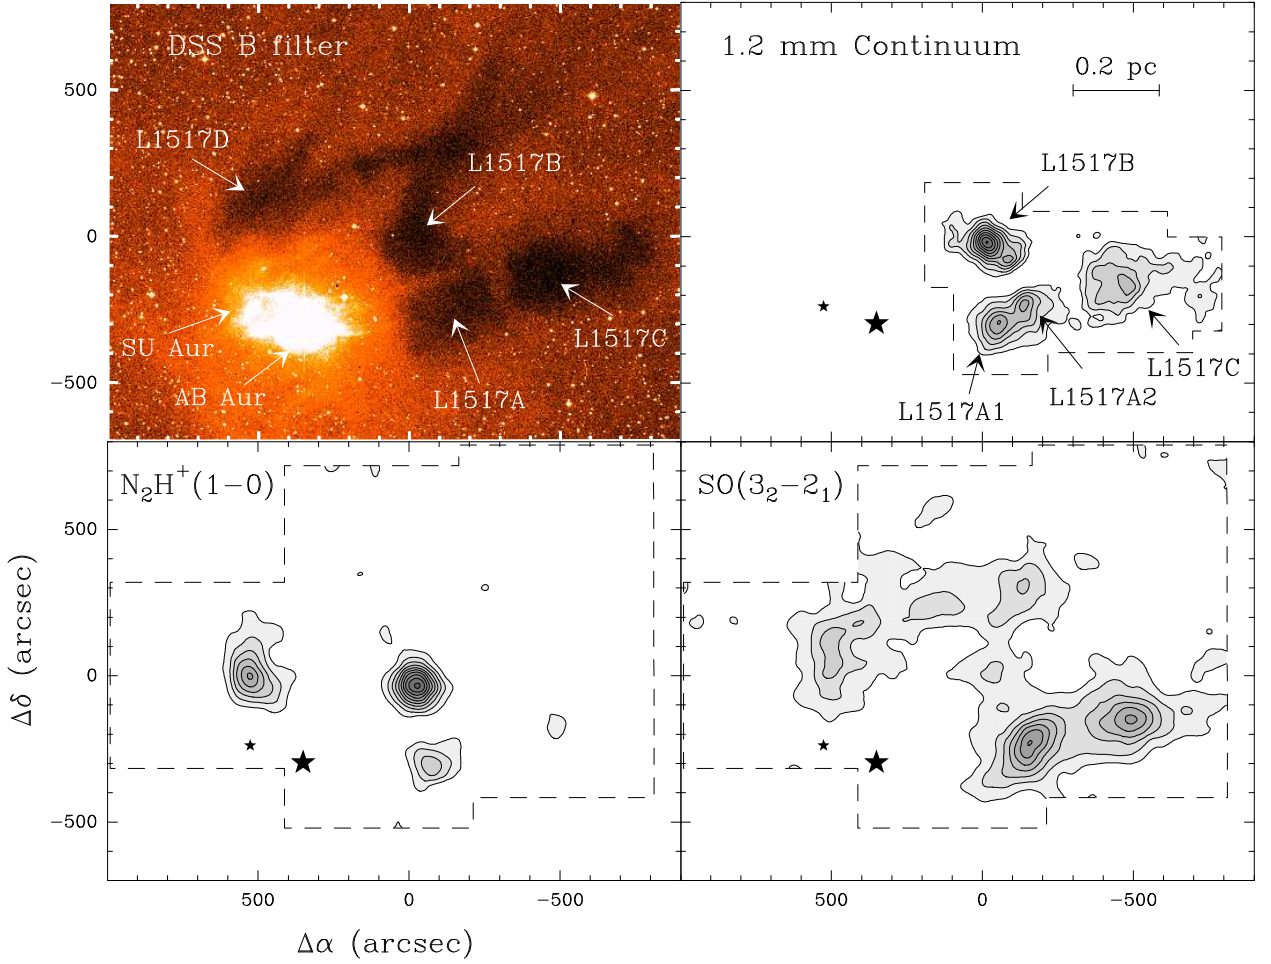 DSS B filter
1.2 mm Continuum
0.2 pc
500
L1517D
L1517B
L1517B
0
SU Aur
L1517C
L1517C
AB Aur
L1517A
L1517A1
L1517A2
−500
N₂H⁺(1−0)
SO(3₂−2₁)
500
0
−500
Δδ (arcsec)
500
0
−500
500
0
−500
Δα (arcsec)